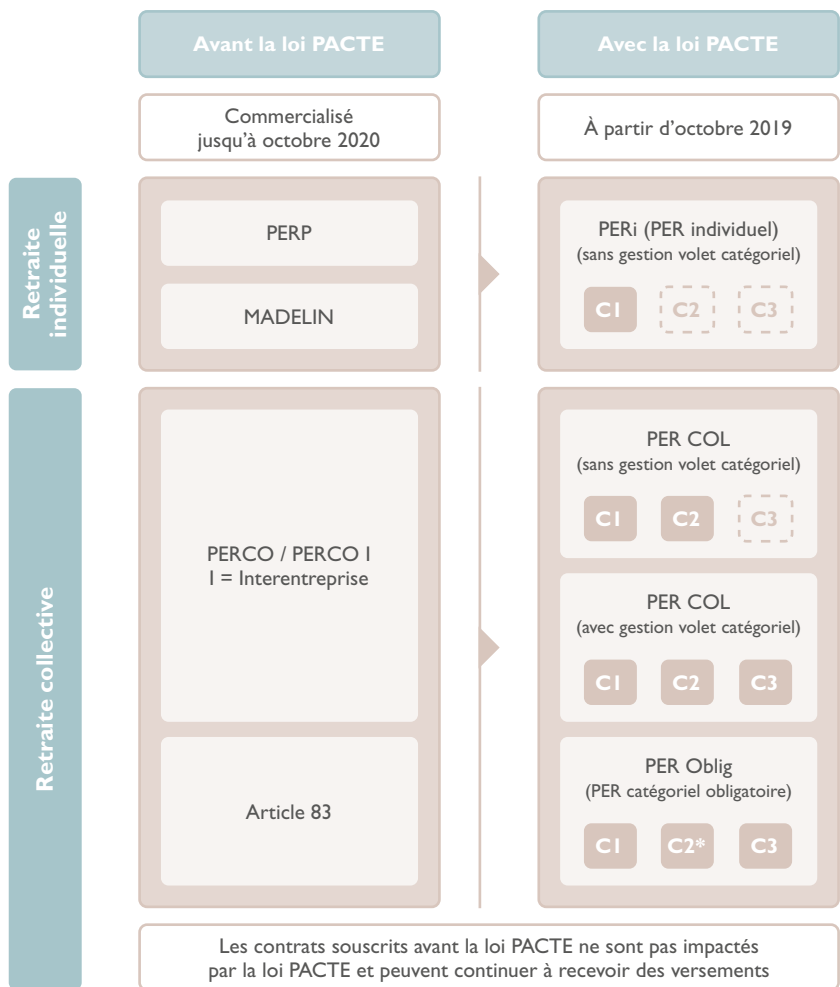 Avant la loi PACTE
Avec la loi PACTE
Commercialisé
jusqu'à octobre 2020
À partir d'octobre 2019
Retraite
individuelle
PERP
MADELIN
PERi (PER individuel)
(sans gestion volet catégoriel)
C1 C2 C3
Retraite collective
PERCO / PERCO I
I = Interentreprise
Article 83
PER COL
(sans gestion volet catégoriel)
C1 C2 C3
PER COL
(avec gestion volet catégoriel)
C1 C2 C3
PER Oblig
(PER catégoriel obligatoire)
C1 C2* C3
Les contrats souscrits avant la loi PACTE ne sont pas impactés
par la loi PACTE et peuvent continuer à recevoir des versements